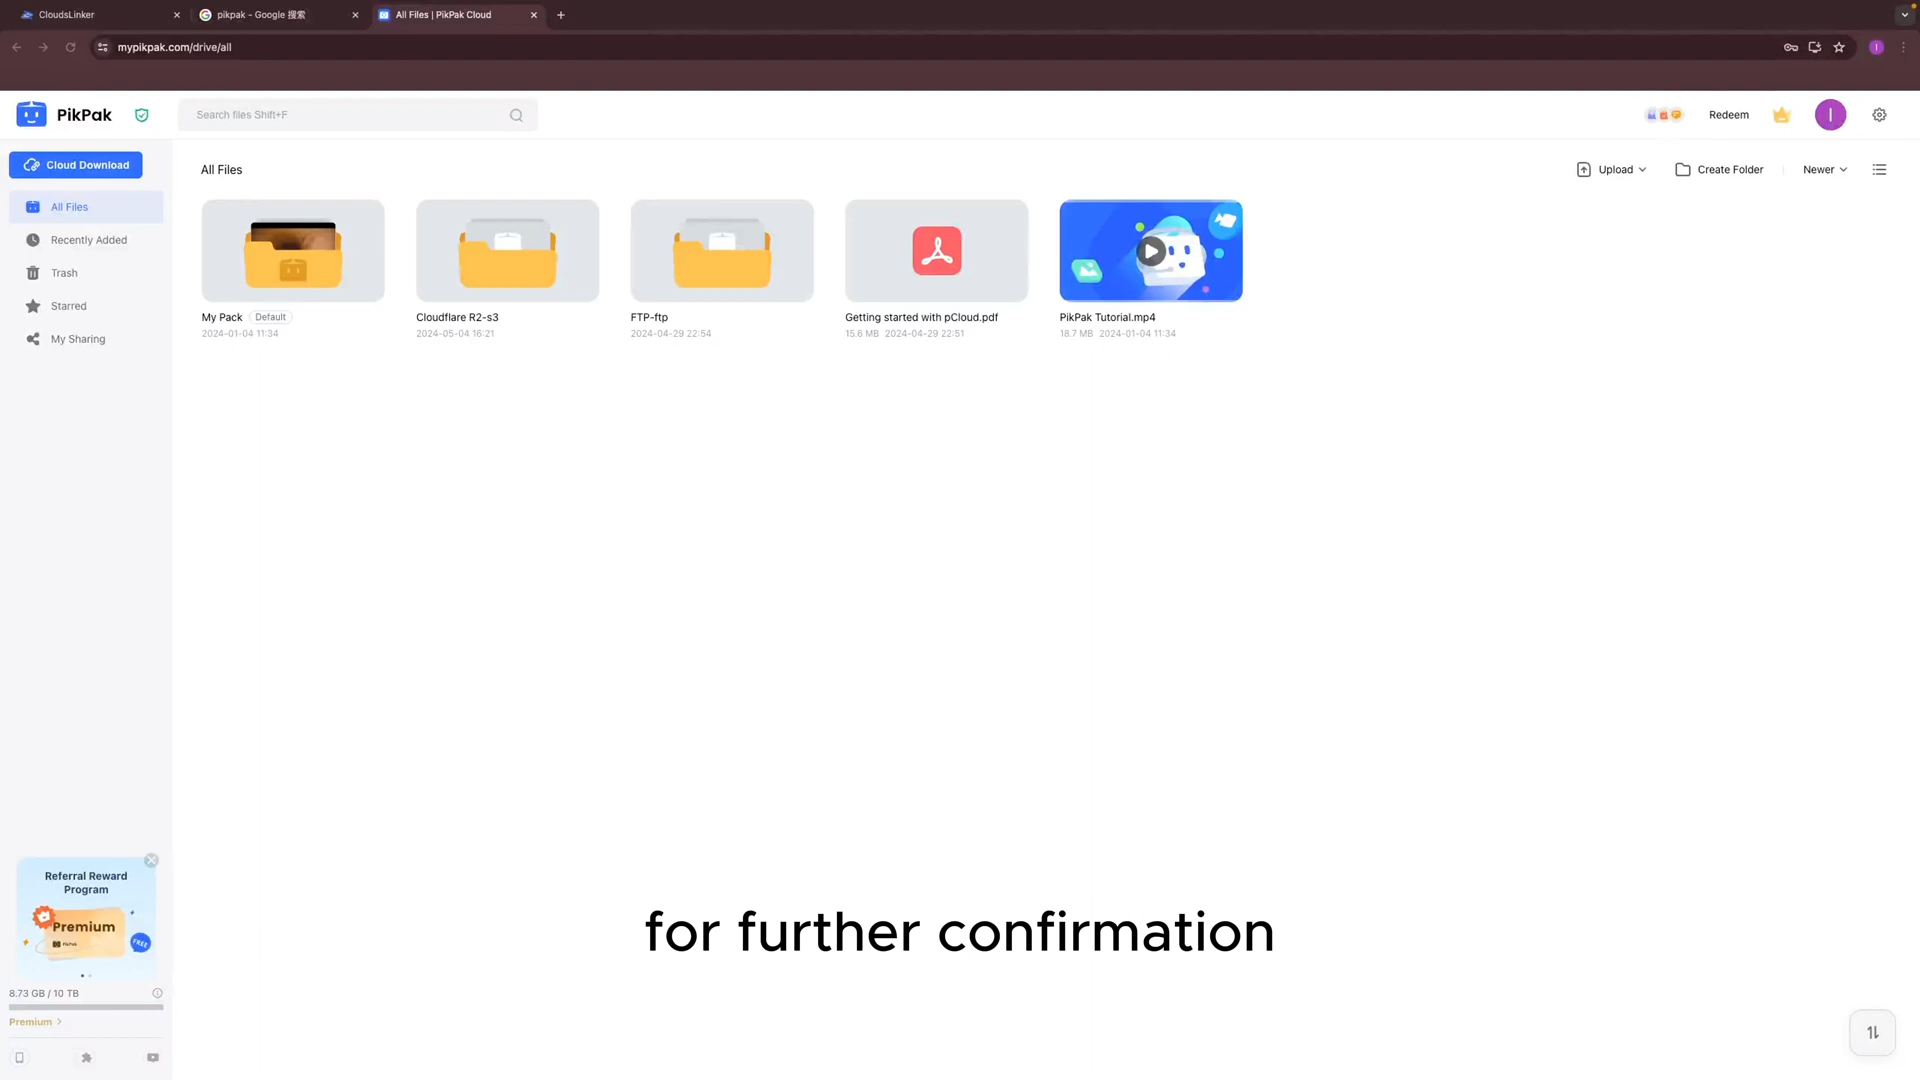 CloudsLinker
pikpak - Google 搜索
All Files | PikPak Cloud
mypikpak.com/drive/all
I
PikPak
Search files Shift+F
Redeem
I
Cloud Download
All Files
Upload
Create Folder
Newer
All Files
Recently Added
Trash
Starred
My Sharing
My Pack Default
2024-01-04 11:34
Cloudflare R2-s3
2024-05-04 16:21
FTP-ftp
2024-04-29 22:54
Getting started with pCloud.pdf
15.6 MB 2024-04-29 22:51
PikPak Tutorial.mp4
18.7 MB 2024-01-04 11:34
Referral Reward
Program
Premium
PikPak
FREE
for further confirmation
8.73 GB / 10 TB
Premium >